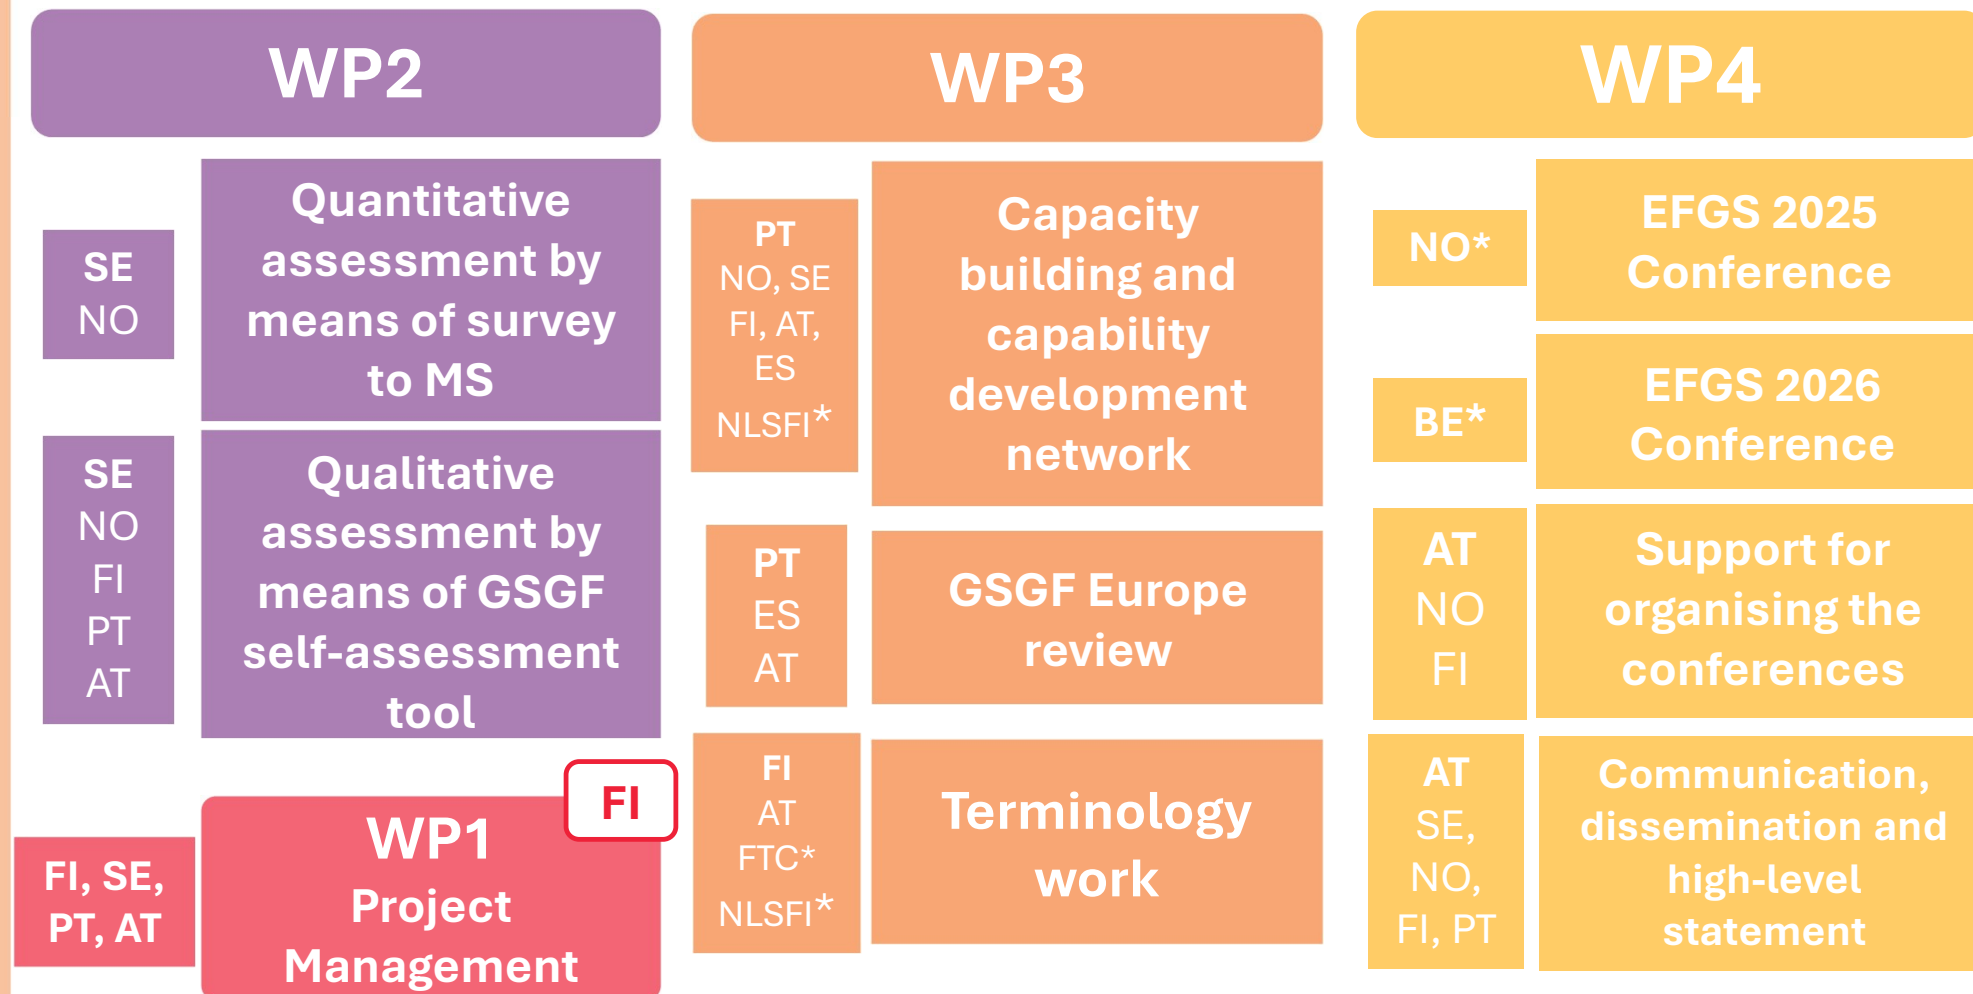 WP2
SE
NO
Quantitative
assessment by
means of survey
to MS
SE
NO
FI
PT
AT
Qualitative
assessment by
means of GSGF
self-assessment
tool
FI
FI, SE,
PT, AT
WP1
Project
Management
WP3
PT
NO, SE
FI, AT,
ES
NLSFI*
Capacity
building and
capability
development
network
PT
ES
AT
GSGF Europe
review
FI
AT
FTC*
NLSFI*
Terminology
work
WP4
NO*
EFGS 2025
Conference
BE*
EFGS 2026
Conference
AT
NO
FI
Support for
organising the
conferences
AT
SE,
NO,
FI, PT
Communication,
dissemination and
high-level
statement